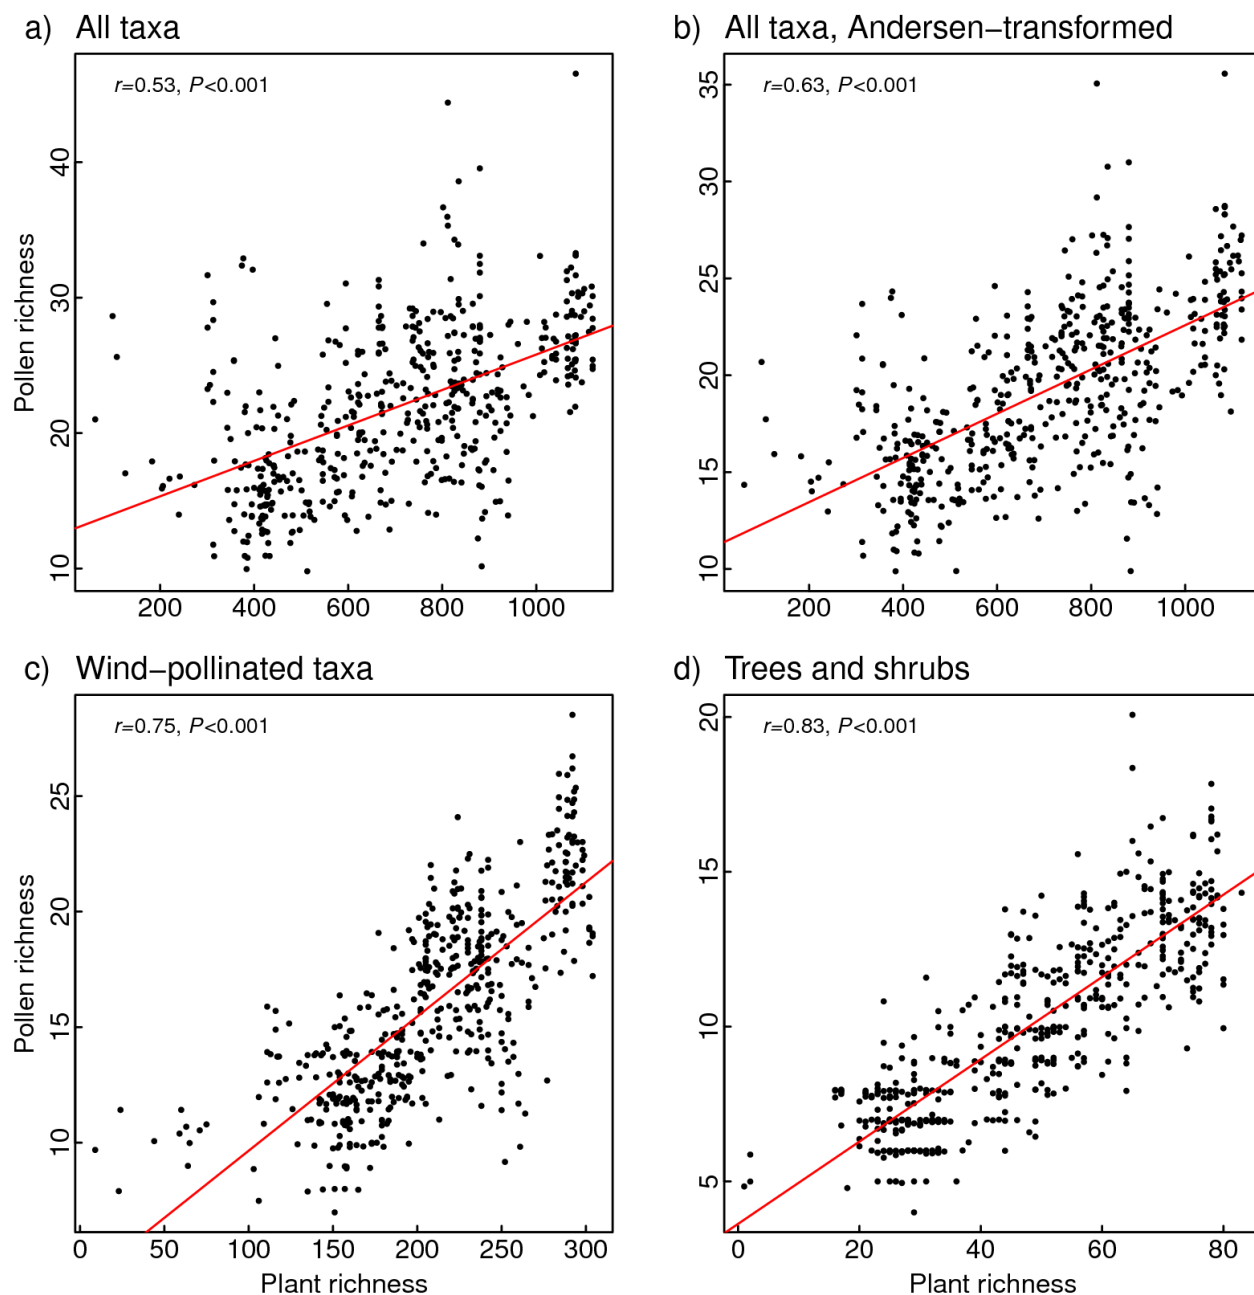 a) All taxa
r=0.53, P<0.001
Pollen richness
40
30
20
10
200 400 600 800 1000
b) All taxa, Andersen−transformed
r=0.63, P<0.001
35
30
25
20
15
10
200 400 600 800 1000
c) Wind−pollinated taxa
r=0.75, P<0.001
Pollen richness
25
20
15
10
0 50 100 150 200 250 300
Plant richness
d) Trees and shrubs
r=0.83, P<0.001
20
15
10
5
0 20 40 60 80
Plant richness